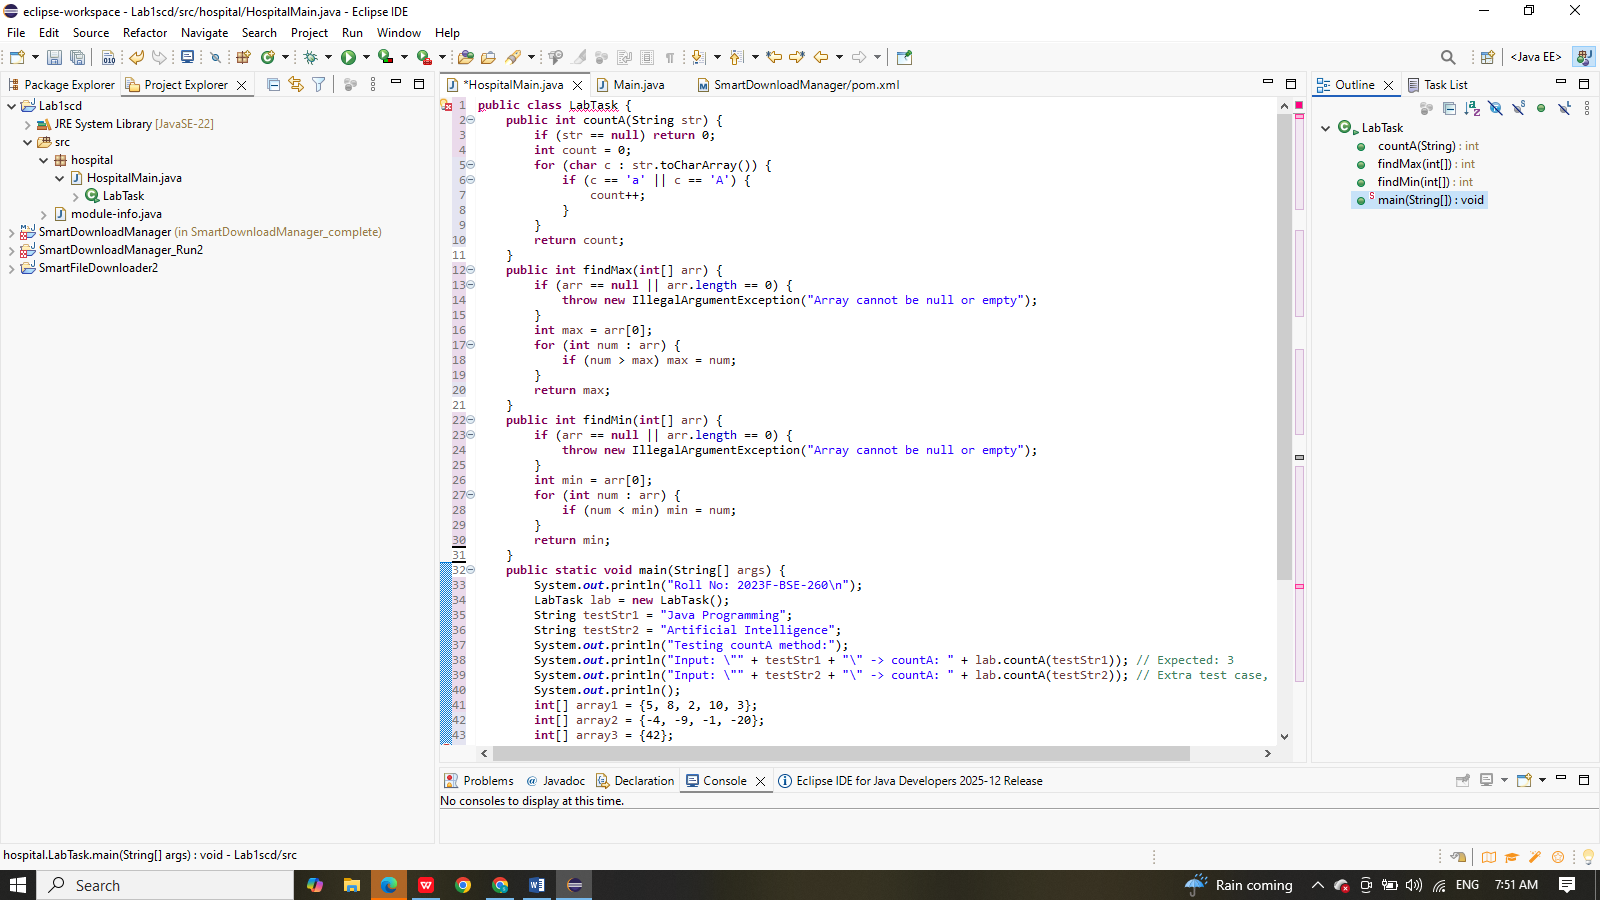 eclipse-workspace - Lab1scd/src/hospital/HospitalMain.java - Eclipse IDE
File Edit Source Refactor Navigate Search Project Run Window Help
<Java EE>
Package Explorer Project Explorer
*HospitalMain.java Main.java SmartDownloadManager/pom.xml
Outline Task List
Lab1scd
JRE System Library [JavaSE-22]
src
hospital
HospitalMain.java
LabTask
module-info.java
SmartDownloadManager (in SmartDownloadManager_complete)
SmartDownloadManager_Run2
SmartFileDownloader2
1 public class LabTask {
2 public int countA(String str) {
3 if (str == null) return 0;
4 int count = 0;
5 for (char c : str.toCharArray()) {
6 if (c == 'a' || c == 'A') {
7 count++;
8 }
9 }
10 return count;
11 }
12 public int findMax(int[] arr) {
13 if (arr == null || arr.length == 0) {
14 throw new IllegalArgumentException("Array cannot be null or empty");
15 }
16 int max = arr[0];
17 for (int num : arr) {
18 if (num > max) max = num;
19 }
20 return max;
21 }
22 public int findMin(int[] arr) {
23 if (arr == null || arr.length == 0) {
24 throw new IllegalArgumentException("Array cannot be null or empty");
25 }
26 int min = arr[0];
27 for (int num : arr) {
28 if (num < min) min = num;
29 }
30 return min;
31 }
32 public static void main(String[] args) {
33 System.out.println("Roll No: 2023F-BSE-260\n");
34 LabTask lab = new LabTask();
35 String testStr1 = "Java Programming";
36 String testStr2 = "Artificial Intelligence";
37 System.out.println("Testing countA method:");
38 System.out.println("Input: \"" + testStr1 + "\" -> countA: " + lab.countA(testStr1)); // Expected: 3
39 System.out.println("Input: \"" + testStr2 + "\" -> countA: " + lab.countA(testStr2)); // Extra test case,
40 System.out.println();
41 int[] array1 = {5, 8, 2, 10, 3};
42 int[] array2 = {-4, -9, -1, -20};
43 int[] array3 = {42};
LabTask
countA(String) : int
findMax(int[]) : int
findMin(int[]) : int
main(String[]) : void
Problems @ Javadoc Declaration Console Eclipse IDE for Java Developers 2025-12 Release
No consoles to display at this time.
hospital.LabTask.main(String[] args) : void - Lab1scd/src
Search
Rain coming ENG 7:51 AM